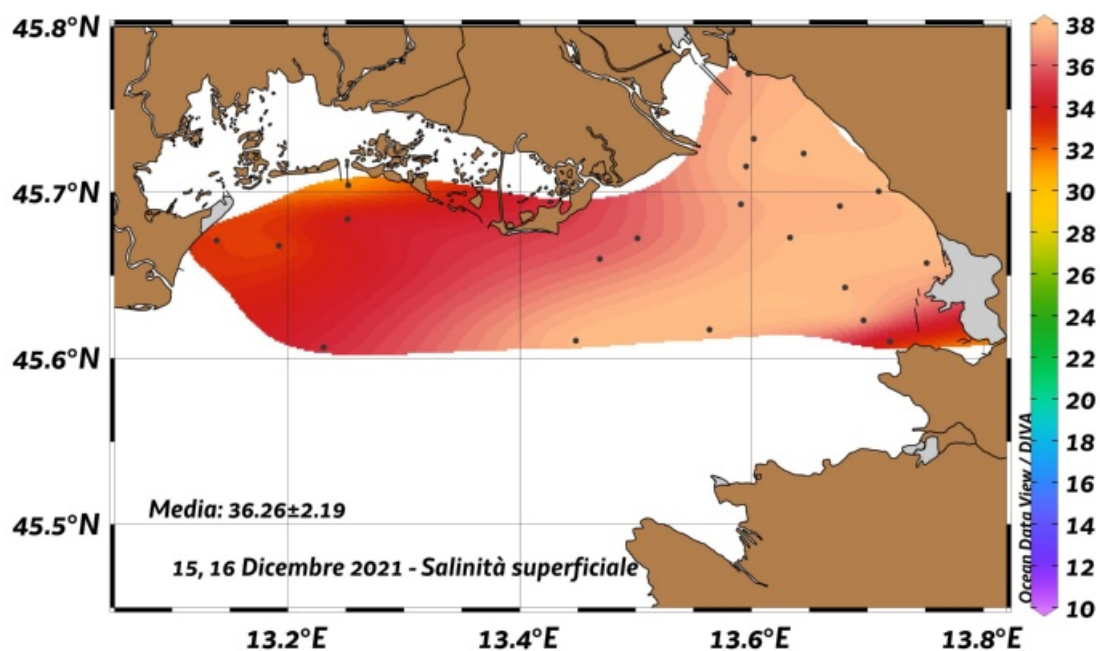 45.8°N
45.7°N
45.6°N
45.5°N
Media: 36.26±2.19
15, 16 Dicembre 2021 - Salinità superficiale
13.2°E
13.4°E
13.6°E
13.8°E
Ocean Data View / DIVA
38
36
34
32
30
28
26
24
22
20
18
16
14
12
10